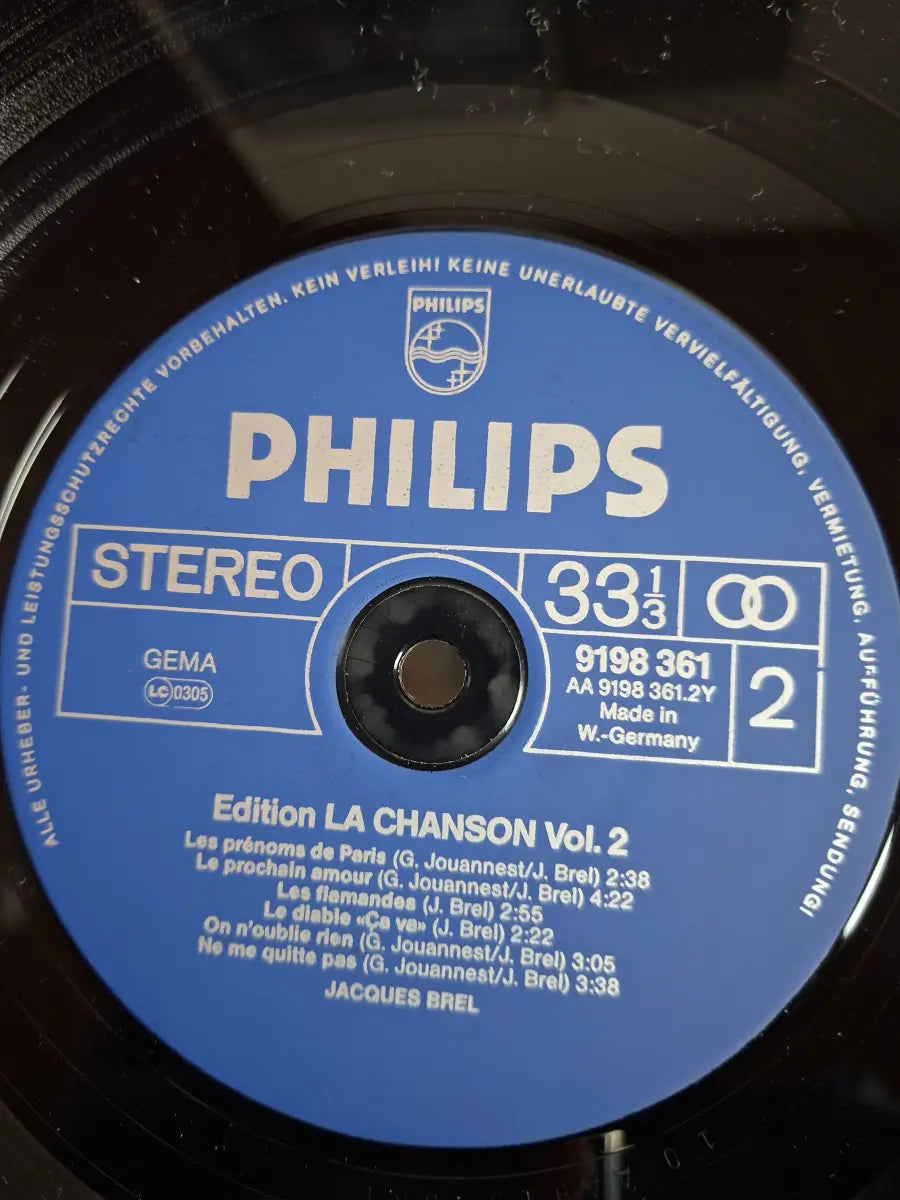 ALLE URHEBER- UND LEISTUNGSSCHUTZRECHTE VORBEHALTEN. KEIN VERLEIH! KEINE UNERLAUBTE VERVIELFÄLTIGUNG, VERMIETUNG, AUFFÜHRUNG, SENDUNG!
PHILIPS
PHILIPS
STEREO
33 1/3
GEMA
LC 0305
9198 361
AA 9198 361.2Y
Made in
W.-Germany
2
Edition LA CHANSON Vol. 2
Les prénoms de Paris (G. Jouannest/J. Brel) 2:38
Le prochain amour (G. Jouannest/J. Brel) 4:22
Les flamandes (J. Brel) 2:55
Le diable «Ça va» (J. Brel) 2:22
On n'oublie rien (G. Jouannest/J. Brel) 3:05
Ne me quitte pas (G. Jouannest/J. Brel) 3:38
JACQUES BREL